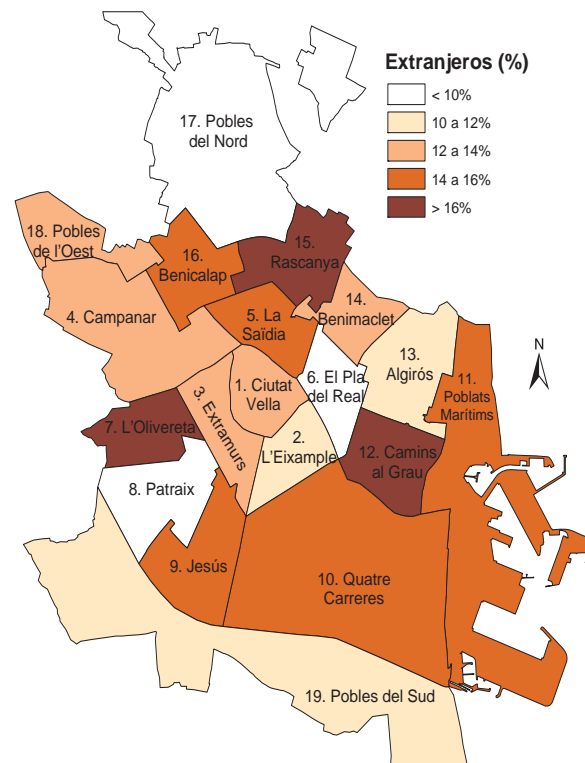 Extranjeros (%)
< 10%
10 a 12%
12 a 14%
14 a 16%
> 16%
17. Pobles
del Nord
18. Pobles
de l'Oest
16.
Benicalap
15.
Rascanya
4. Campanar
5. La
Saïdia
14.
Benimaclet
13.
Algirós
11.
Poblats
Marítims
N
6. El Pla
del Real
1. Ciutat
Vella
3. Extramurs
7. L'Olivereta
2.
L'Eixample
12. Camins
al Grau
8. Patraix
9. Jesús
10. Quatre
Carreres
19. Pobles del Sud